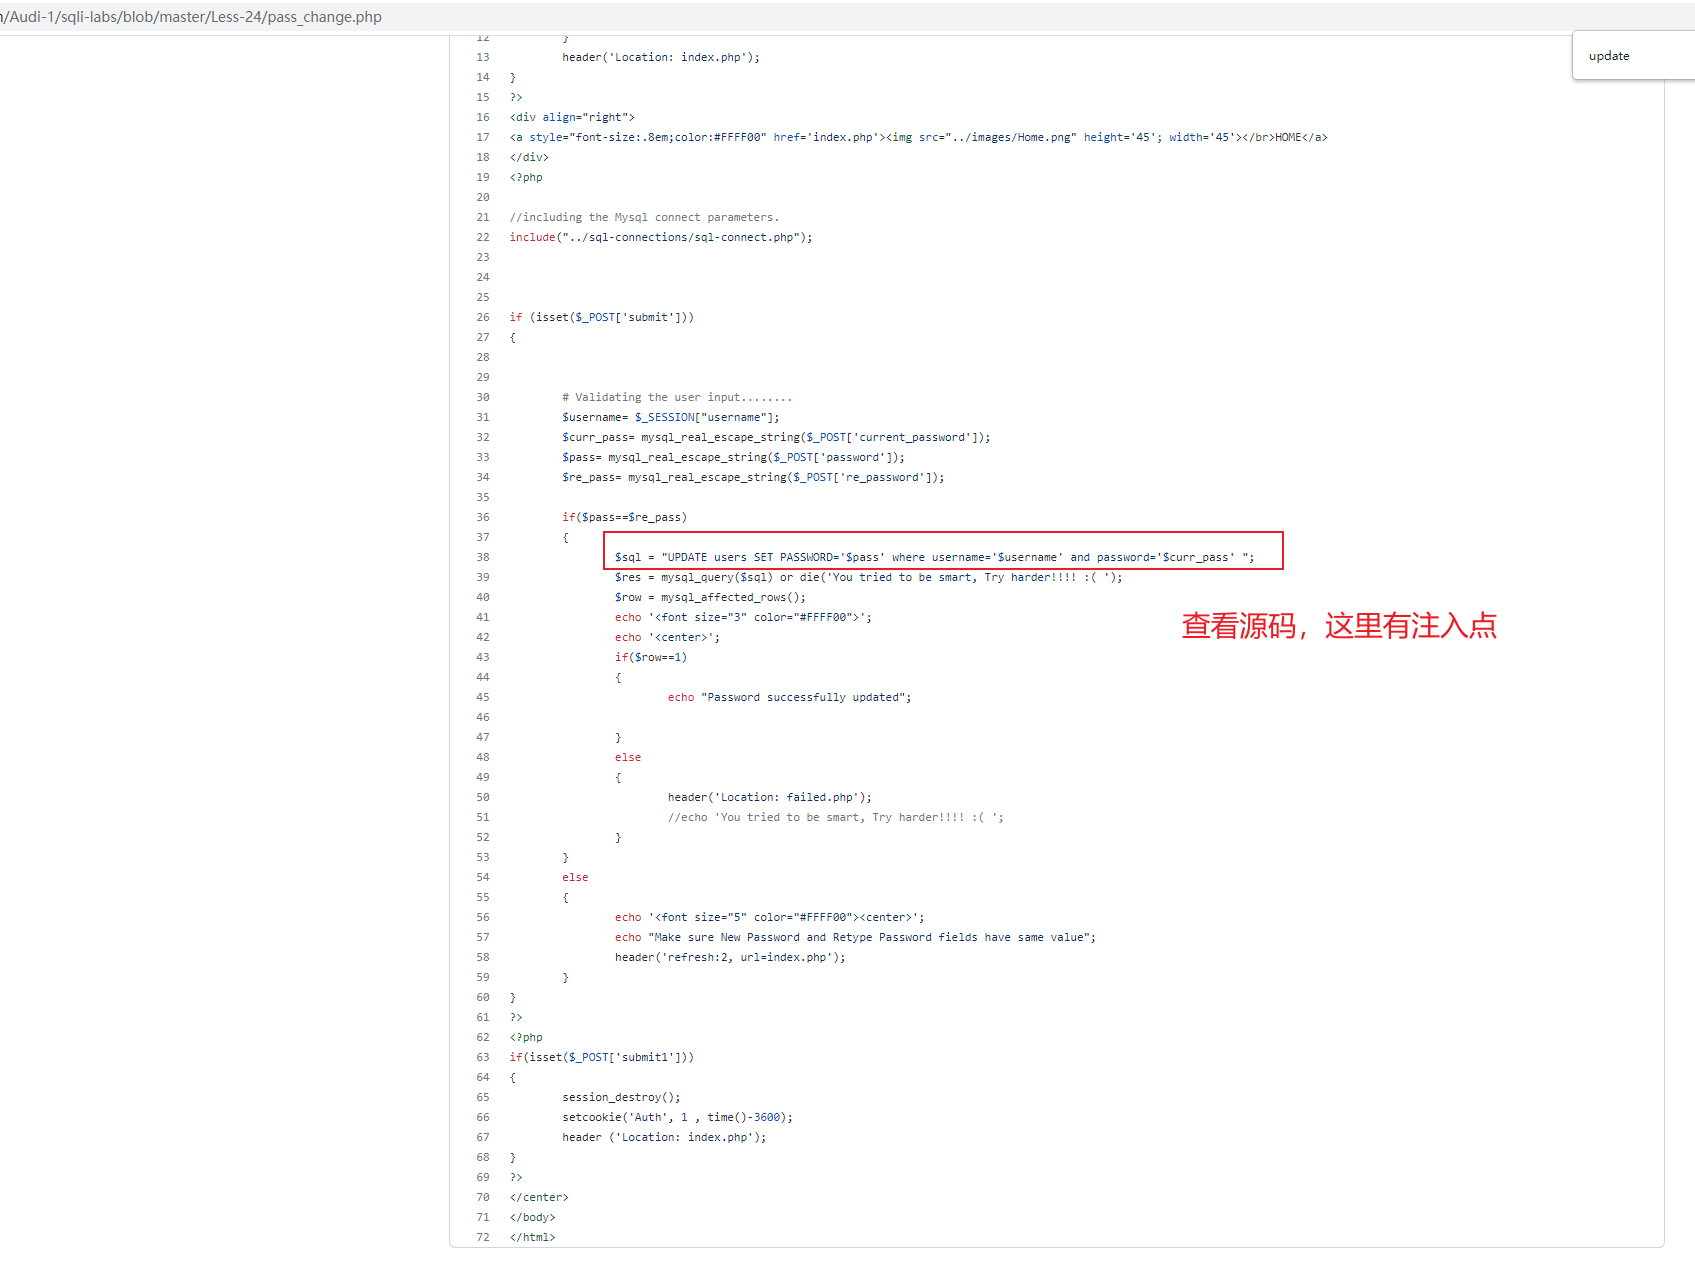 /Audi-1/sqli-labs/blob/master/Less-24/pass_change.php
update
12 }
13 header('Location: index.php');
14 }
15 ?>
16 <div align="right">
17 <a style="font-size:.8em;color:#FFFF00" href='index.php'><img src="../images/Home.png" height='45'; width='45'></br>HOME</a>
18 </div>
19 <?php
20
21 //including the Mysql connect parameters.
22 include("../sql-connections/sql-connect.php");
23
24
25
26 if (isset($_POST['submit']))
27 {
28
29
30 # Validating the user input........
31 $username= $_SESSION["username"];
32 $curr_pass= mysql_real_escape_string($_POST['current_password']);
33 $pass= mysql_real_escape_string($_POST['password']);
34 $re_pass= mysql_real_escape_string($_POST['re_password']);
35
36 if($pass==$re_pass)
37 {
38 $sql = "UPDATE users SET PASSWORD='$pass' where username='$username' and password='$curr_pass' ";
39 $res = mysql_query($sql) or die('You tried to be smart, Try harder!!!! :( ');
40 $row = mysql_affected_rows();
41 echo '<font size="3" color="#FFFF00">';
查看源码，这里有注入点
42 echo '<center>';
43 if($row==1)
44 {
45 echo "Password successfully updated";
46
47 }
48 else
49 {
50 header('Location: failed.php');
51 //echo 'You tried to be smart, Try harder!!!! :( ';
52 }
53 }
54 else
55 {
56 echo '<font size="5" color="#FFFF00"><center>';
57 echo "Make sure New Password and Retype Password fields have same value";
58 header('refresh:2, url=index.php');
59 }
60 }
61 ?>
62 <?php
63 if(isset($_POST['submit1']))
64 {
65 session_destroy();
66 setcookie('Auth', 1 , time()-3600);
67 header ('Location: index.php');
68 }
69 ?>
70 </center>
71 </body>
72 </html>